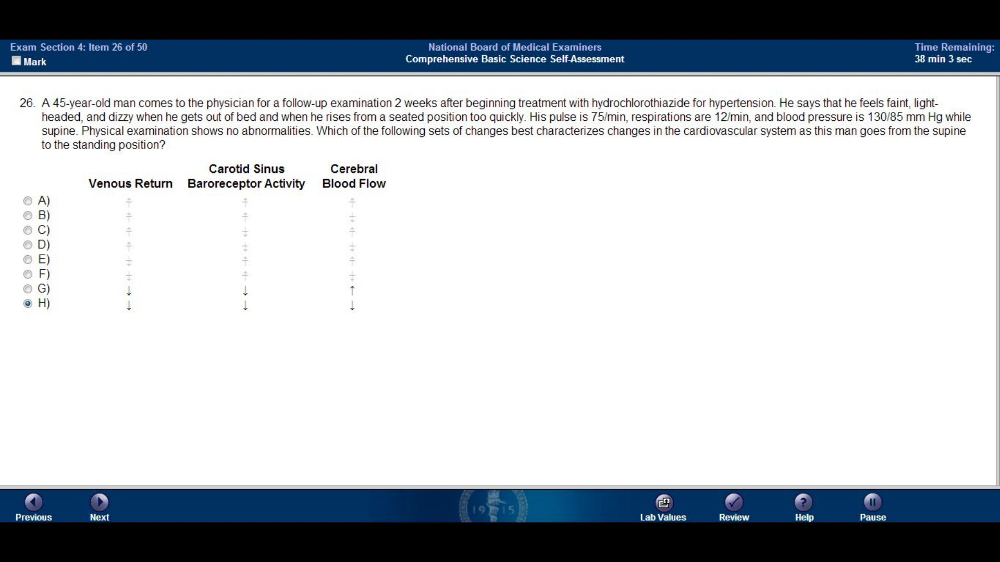 Exam Section 4: Item 26 of 50
National Board of Medical Examiners
Time Remaining:
Mark
Comprehensive Basic Science Self-Assessment
38 min 3 sec
26. A 45-year-old man comes to the physician for a follow-up examination 2 weeks after beginning treatment with hydrochlorothiazide for hypertension. He says that he feels faint, light-
headed, and dizzy when he gets out of bed and when he rises from a seated position too quickly. His pulse is 75/min, respirations are 12/min, and blood pressure is 130/85 mm Hg while
supine. Physical examination shows no abnormalities. Which of the following sets of changes best characterizes changes in the cardiovascular system as this man goes from the supine
to the standing position?
Carotid Sinus Cerebral
Venous Return Baroreceptor Activity Blood Flow
A) ↑ ↑ ↑
B) ↑ ↑ ↓
C) ↑ ↓ ↑
D) ↑ ↓ ↓
E) ↓ ↑ ↑
F) ↓ ↑ ↓
G) ↓ ↓ ↑
H) ↓ ↓ ↓
1915
Previous
Next
Lab Values
Review
Help
Pause